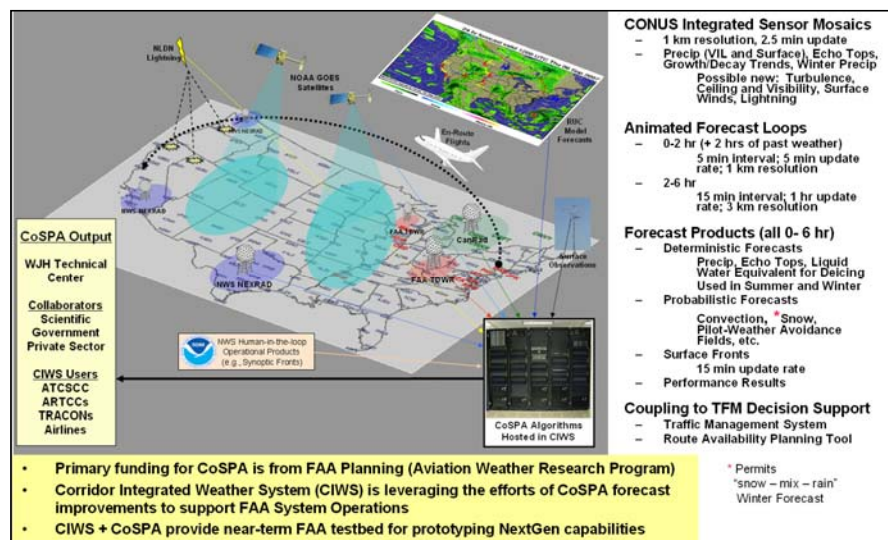 NLDN
Lightning
NOAA GOES
Satellites
RUC
Model
Forecasts
En-Route
Flights
NWS NEXRAD
NWS NEXRAD
FAA TDWR
CanRad
NWS NEXRAD
FAA-TDWR
Surface
Observations
CoSPA Output
WJH Technical
Center
Collaborators
Scientific
Government
Private Sector
CIWS Users
ATCSCC
ARTCCs
TRACONs
Airlines
NWS Human-in-the-loop
Operational Products
(e.g., Synoptic Fronts)
CoSPA Algorithms
Hosted in CIWS
CONUS Integrated Sensor Mosaics
– 1 km resolution, 2.5 min update
– Precip (VIL and Surface), Echo Tops,
Growth/Decay Trends, Winter Precip
Possible new: Turbulence,
Ceiling and Visibility, Surface
Winds, Lightning
Animated Forecast Loops
– 0-2 hr (+ 2 hrs of past weather)
5 min interval; 5 min update
rate; 1 km resolution
– 2-6 hr
15 min interval; 1 hr update
rate; 3 km resolution
Forecast Products (all 0- 6 hr)
– Deterministic Forecasts
Precip, Echo Tops, Liquid
Water Equivalent for Deicing
Used in Summer and Winter
– Probabilistic Forecasts
Convection, *Snow,
Pilot-Weather Avoidance
Fields, etc.
– Surface Fronts
15 min update rate
– Performance Results
Coupling to TFM Decision Support
– Traffic Management System
– Route Availability Planning Tool
* Permits
"snow – mix – rain"
Winter Forecast
• Primary funding for CoSPA is from FAA Planning (Aviation Weather Research Program)
• Corridor Integrated Weather System (CIWS) is leveraging the efforts of CoSPA forecast
improvements to support FAA System Operations
• CIWS + CoSPA provide near-term FAA testbed for prototyping NextGen capabilities